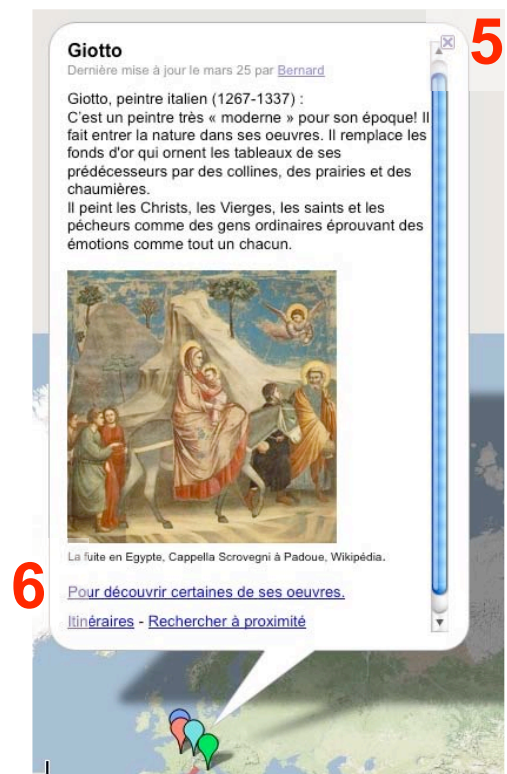 5
Giotto
Dernière mise à jour le mars 25 par Bernard
Giotto, peintre italien (1267-1337) :
C'est un peintre très « moderne » pour son époque! Il
fait entrer la nature dans ses oeuvres. Il remplace les
fonds d'or qui ornent les tableaux de ses
prédécesseurs par des collines, des prairies et des
chaumières.
Il peint les Christs, les Vierges, les saints et les
pécheurs comme des gens ordinaires éprouvant des
émotions comme tout un chacun.
La fuite en Egypte, Cappella Scrovegni à Padoue, Wikipédia.
6
Pour découvrir certaines de ses oeuvres.
Itinéraires - Rechercher à proximité